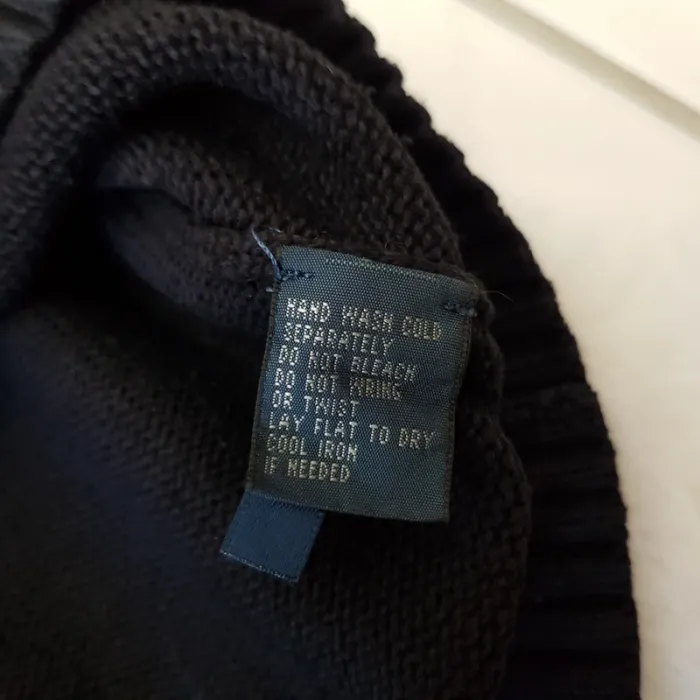 HAND WASH COLD
SEPARATELY
DO NOT BLEACH
DO NOT WRING
OR TWIST
LAY FLAT TO DRY
COOL IRON
IF NEEDED